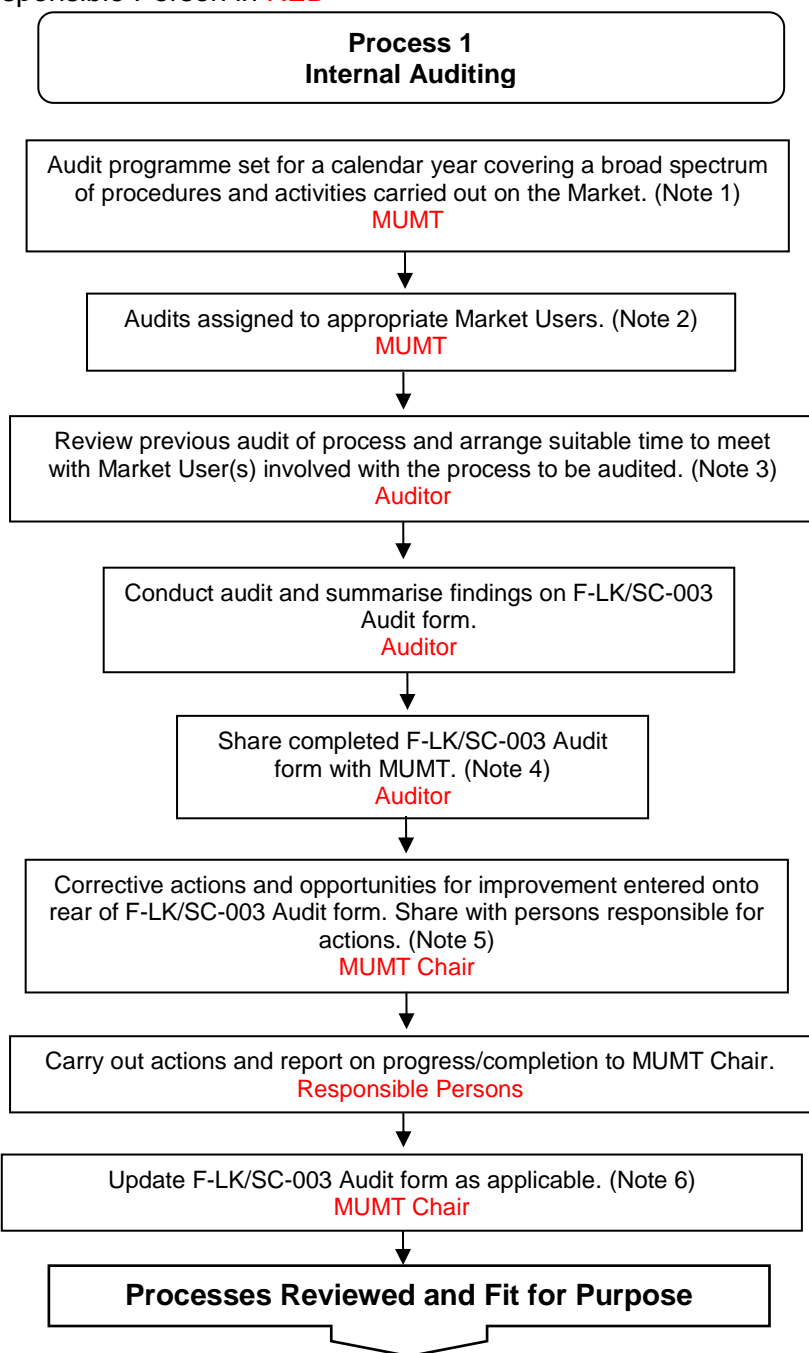 Responsible Person in RED
Process 1
Internal Auditing
Audit programme set for a calendar year covering a broad spectrum
of procedures and activities carried out on the Market. (Note 1)
MUMT
Audits assigned to appropriate Market Users. (Note 2)
MUMT
Review previous audit of process and arrange suitable time to meet
with Market User(s) involved with the process to be audited. (Note 3)
Auditor
Conduct audit and summarise findings on F-LK/SC-003
Audit form.
Auditor
Share completed F-LK/SC-003 Audit
form with MUMT. (Note 4)
Auditor
Corrective actions and opportunities for improvement entered onto
rear of F-LK/SC-003 Audit form. Share with persons responsible for
actions. (Note 5)
MUMT Chair
Carry out actions and report on progress/completion to MUMT Chair.
Responsible Persons
Update F-LK/SC-003 Audit form as applicable. (Note 6)
MUMT Chair
Processes Reviewed and Fit for Purpose